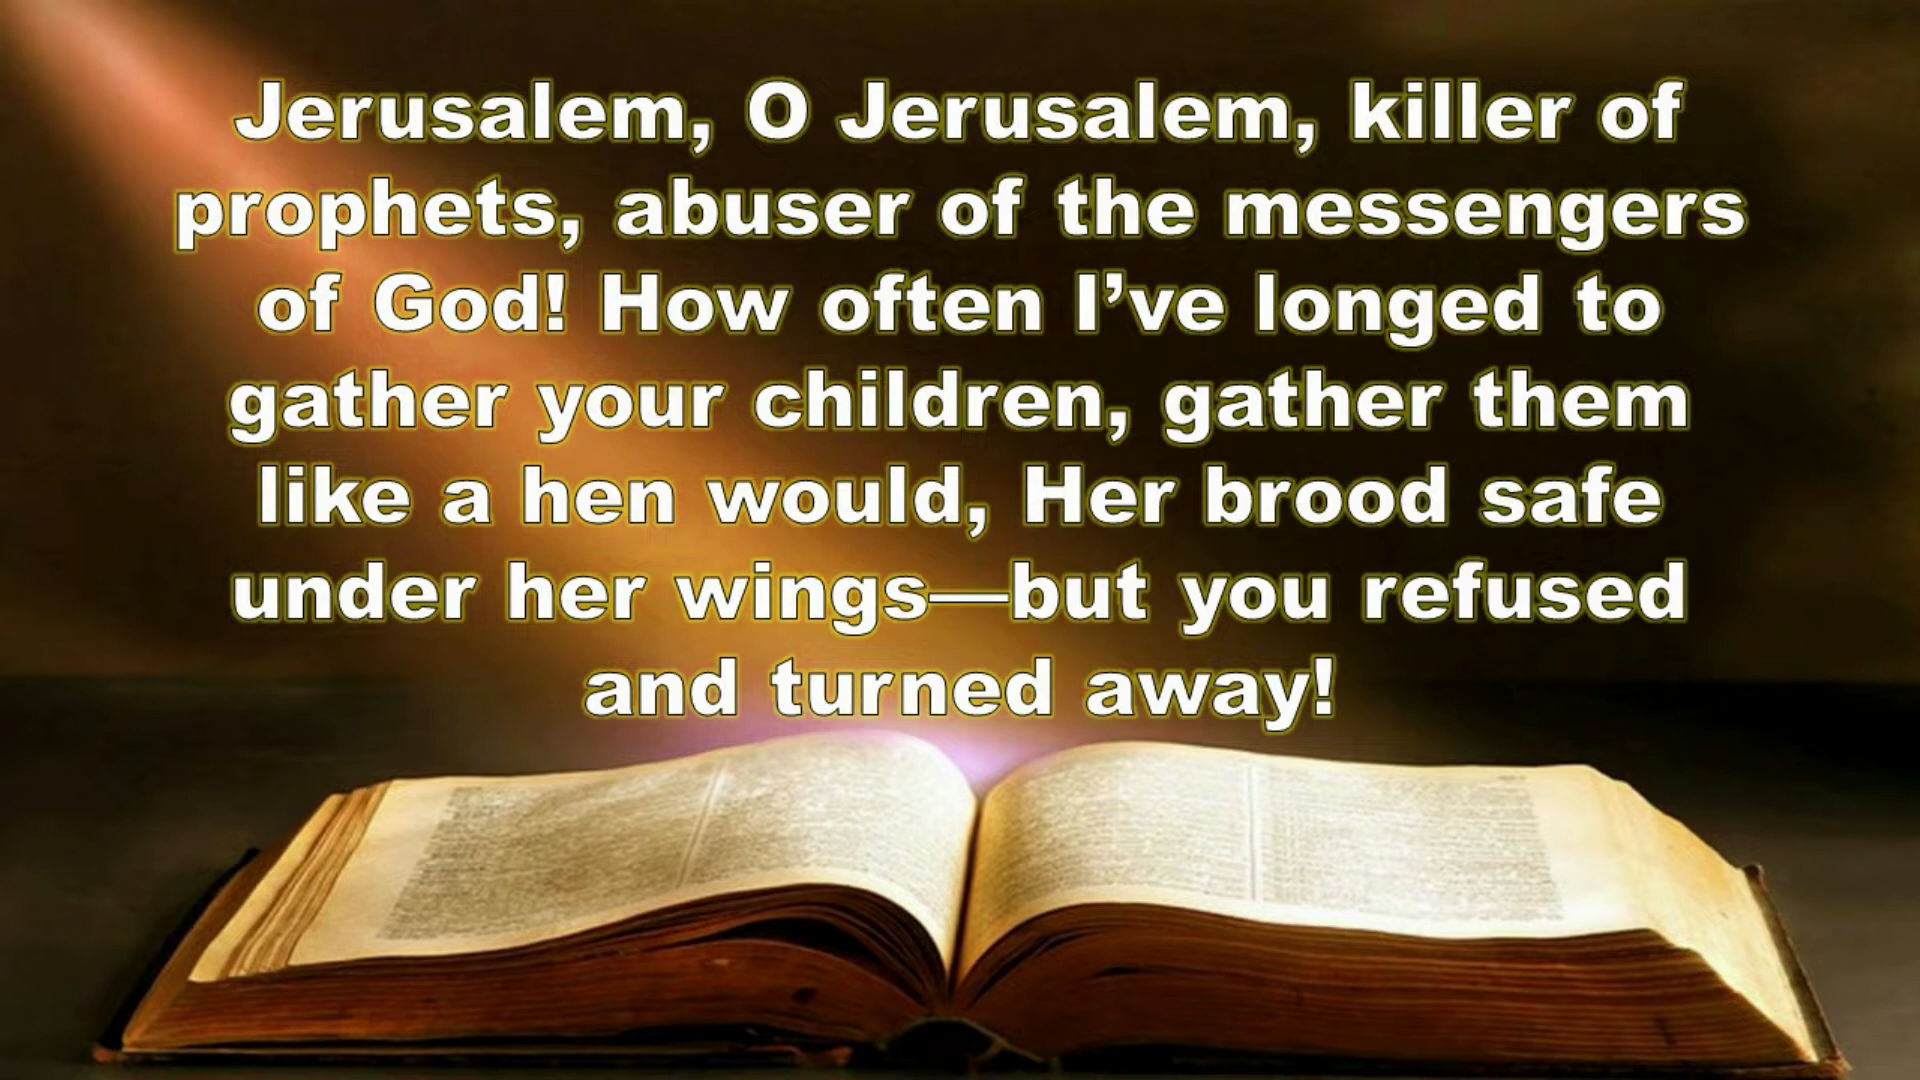 Jerusalem, O Jerusalem, killer of
prophets, abuser of the messengers
of God! How often I’ve longed to
gather your children, gather them
like a hen would, Her brood safe
under her wings—but you refused
and turned away!